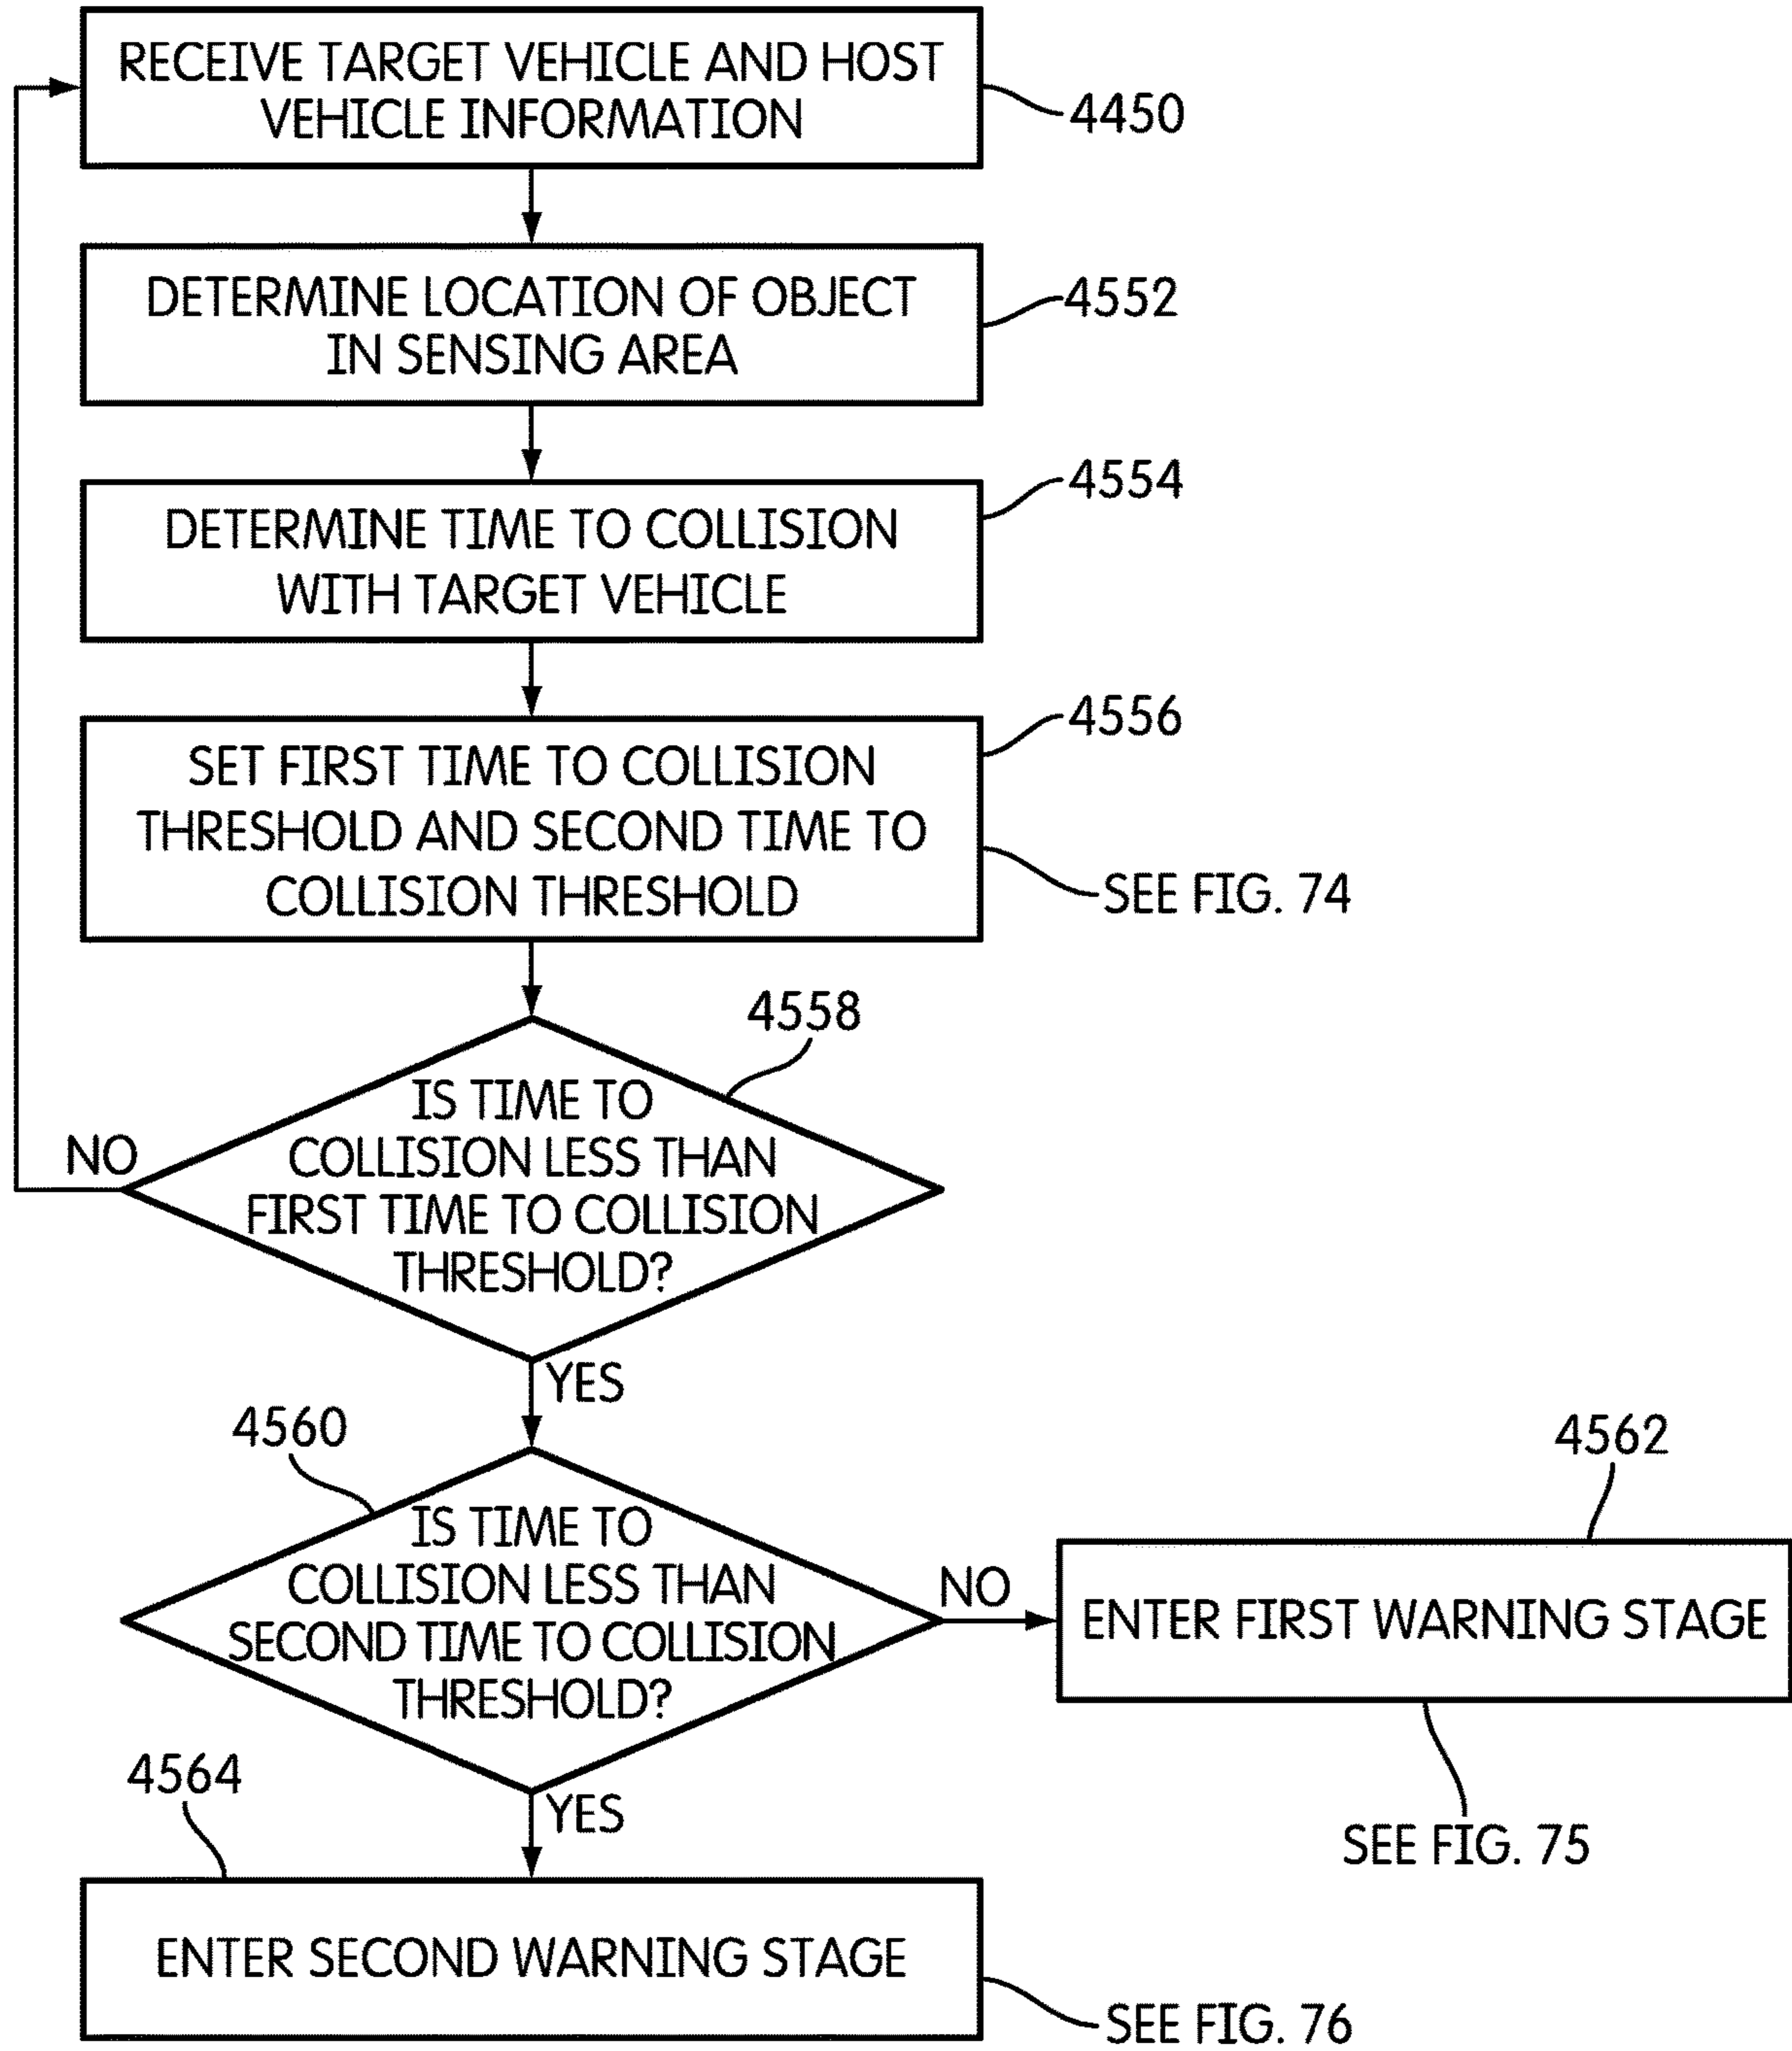 RECEIVE TARGET VEHICLE AND HOST
VEHICLE INFORMATION
4450
DETERMINE LOCATION OF OBJECT
IN SENSING AREA
4552
DETERMINE TIME TO COLLISION
WITH TARGET VEHICLE
4554
SET FIRST TIME TO COLLISION
THRESHOLD AND SECOND TIME TO
COLLISION THRESHOLD
4556
SEE FIG. 74
4558
IS TIME TO
COLLISION LESS THAN
FIRST TIME TO COLLISION
THRESHOLD?
NO
YES
4560
IS TIME TO
COLLISION LESS THAN
SECOND TIME TO COLLISION
THRESHOLD?
NO
4562
ENTER FIRST WARNING STAGE
SEE FIG. 75
YES
4564
ENTER SECOND WARNING STAGE
SEE FIG. 76